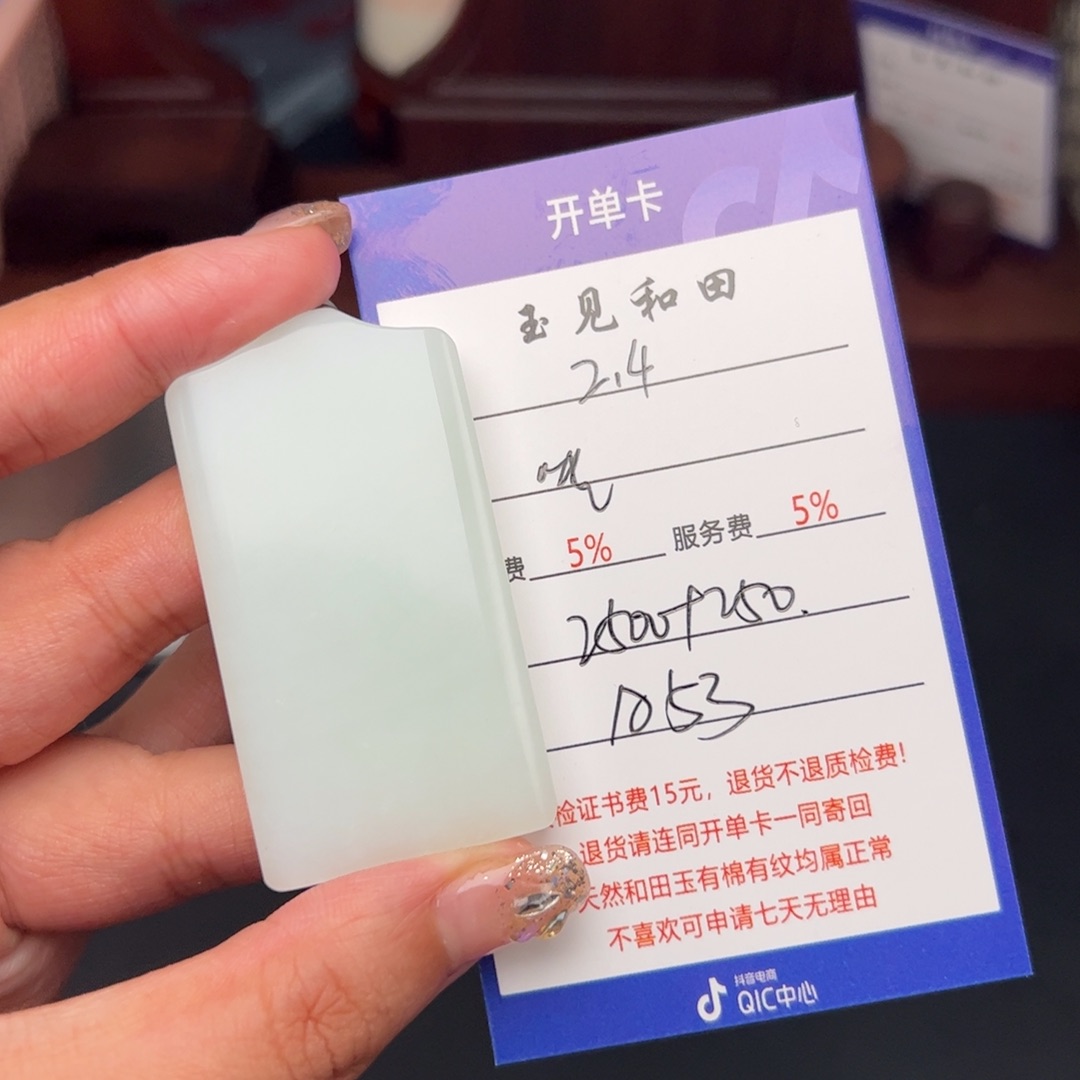 开单卡
玉见和田
2.4
费 5% 服务费 5%
2500+250.
1053
检证书费15元，退货不退质检费！
退货请连同开单卡一同寄回
天然和田玉有棉有纹均属正常
不喜欢可申请七天无理由
抖音电商
QIC中心